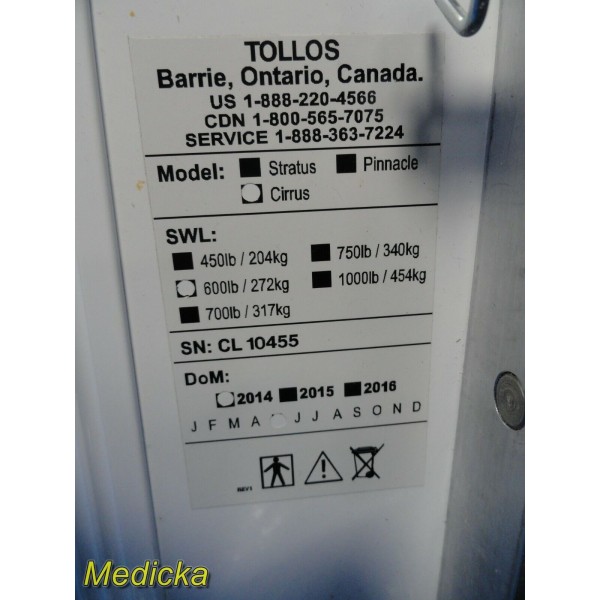 TOLLOS
Barrie, Ontario, Canada.
US 1-888-220-4566
CDN 1-800-565-7075
SERVICE 1-888-363-7224
Model: Stratus Pinnacle
Cirrus
SWL:
450lb / 204kg 750lb / 340kg
600lb / 272kg 1000lb / 454kg
700lb / 317kg
SN: CL 10455
DoM:
2014 2015 2016
J F M A J J A S O N D
REV1
Medicka